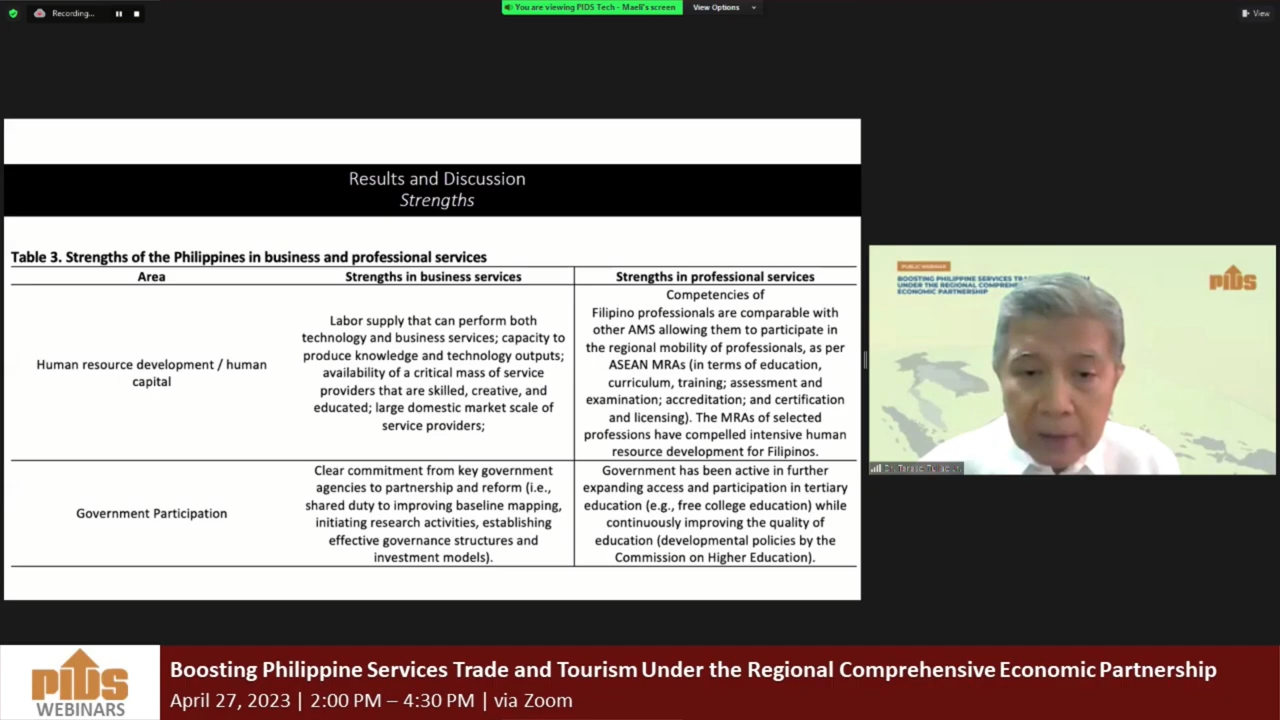 Recording...
You are viewing PIDS Tech - Maeli's screen
View Options
View
Results and Discussion
Strengths
Table 3. Strengths of the Philippines in business and professional services
Area
Strengths in business services
Strengths in professional services
Human resource development / human
capital
Labor supply that can perform both
technology and business services; capacity to
produce knowledge and technology outputs;
availability of a critical mass of service
providers that are skilled, creative, and
educated; large domestic market scale of
service providers;
Competencies of
Filipino professionals are comparable with
other AMS allowing them to participate in
the regional mobility of professionals, as per
ASEAN MRAs (in terms of education,
curriculum, training; assessment and
examination; accreditation; and certification
and licensing). The MRAs of selected
professions have compelled intensive human
resource development for Filipinos.
Government Participation
Clear commitment from key government
agencies to partnership and reform (i.e.,
shared duty to improving baseline mapping,
initiating research activities, establishing
effective governance structures and
investment models).
Government has been active in further
expanding access and participation in tertiary
education (e.g., free college education) while
continuously improving the quality of
education (developmental policies by the
Commission on Higher Education).
PUBLIC WEBINAR
BOOSTING PHILIPPINE SERVICES
UNDER THE REGIONAL
ECONOMIC PARTNERSHIP
PIDS
Dr.
PIDS
WEBINARS
Boosting Philippine Services Trade and Tourism Under the Regional Comprehensive Economic Partnership
April 27, 2023 | 2:00 PM – 4:30 PM | via Zoom